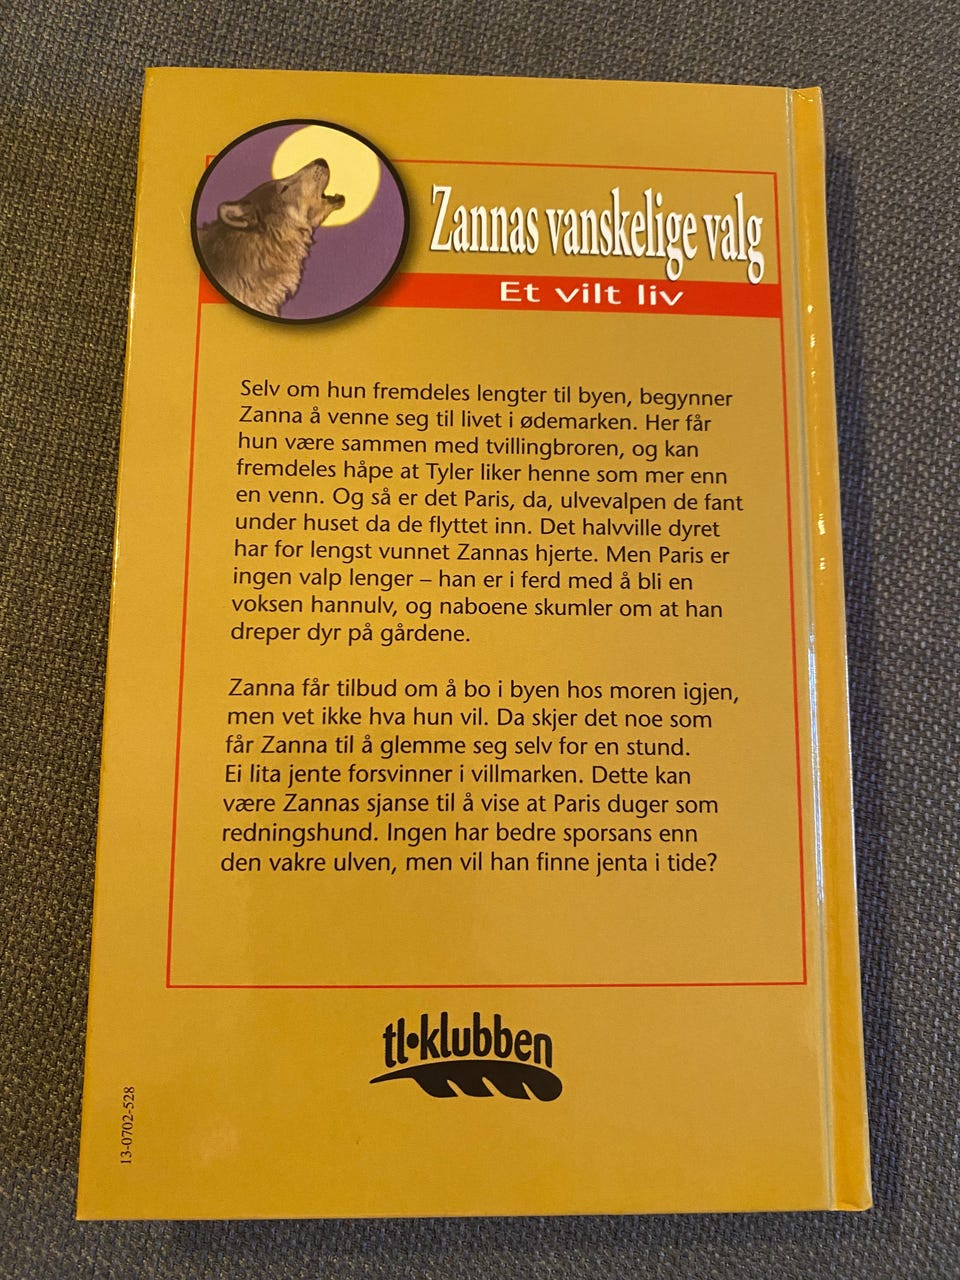 Zannas vanskelige valg
Et vilt liv
Selv om hun fremdeles lengter til byen, begynner
Zanna å venne seg til livet i ødemarken. Her får
hun være sammen med tvillingbroren, og kan
fremdeles håpe at Tyler liker henne som mer enn
en venn. Og så er det Paris, da, ulvevalpen de fant
under huset da de flyttet inn. Det halvville dyret
har for lengst vunnet Zannas hjerte. Men Paris er
ingen valp lenger – han er i ferd med å bli en
voksen hannulv, og naboene skumler om at han
dreper dyr på gårdene.
Zanna får tilbud om å bo i byen hos moren igjen,
men vet ikke hva hun vil. Da skjer det noe som
får Zanna til å glemme seg selv for en stund.
Ei lita jente forsvinner i villmarken. Dette kan
være Zannas sjanse til å vise at Paris duger som
redningshund. Ingen har bedre sporsans enn
den vakre ulven, men vil han finne jenta i tide?
tl•klubben
13-0702-528